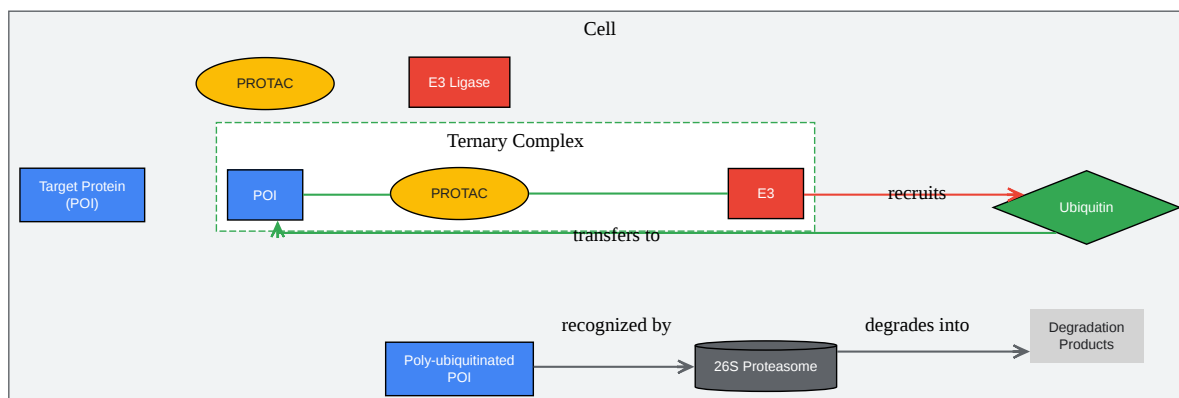 Cell
PROTAC
E3 Ligase
Ternary Complex
Target Protein
(POI)
POI
PROTAC
E3
recruits
Ubiquitin
transfers to
recognized by
degrades into
Degradation
Products
Poly-ubiquitinated
POI
26S Proteasome